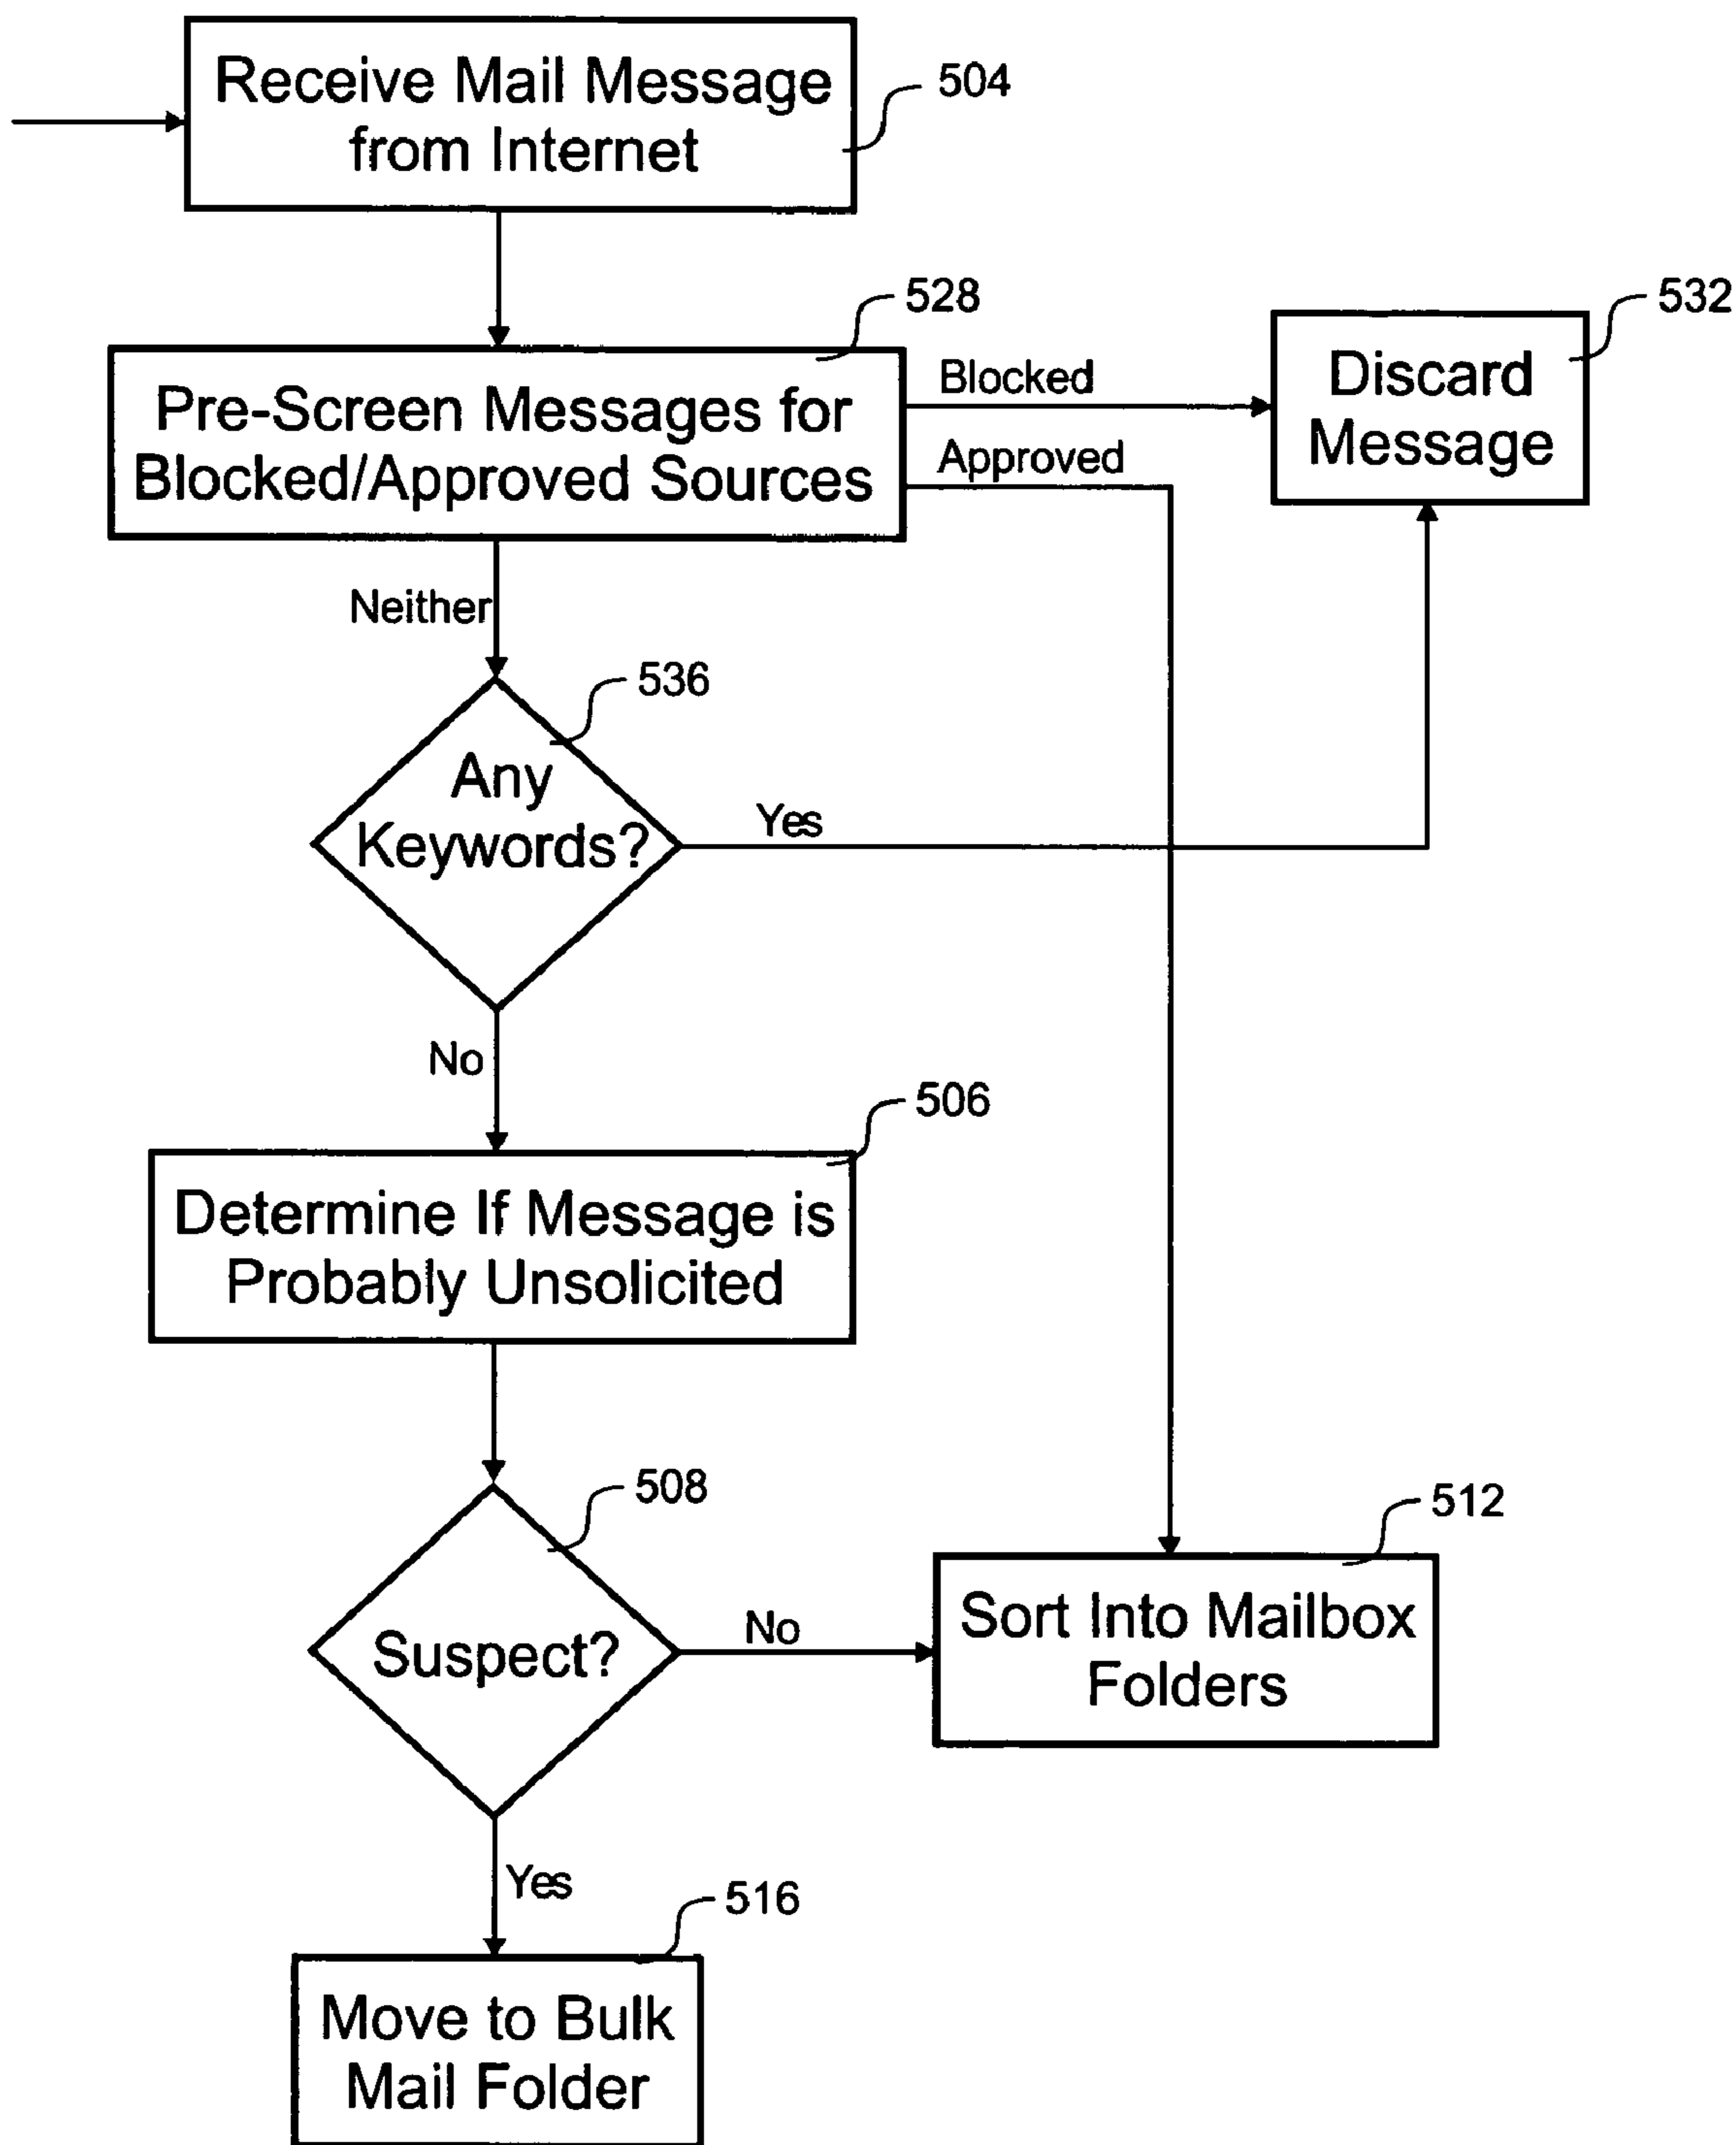 Receive Mail Message
from Internet
504
528
Pre-Screen Messages for
Blocked/Approved Sources
Blocked
Approved
532
Discard
Message
Neither
536
Any
Keywords?
Yes
No
506
Determine If Message is
Probably Unsolicited
508
Suspect?
No
512
Sort Into Mailbox
Folders
Yes
516
Move to Bulk
Mail Folder